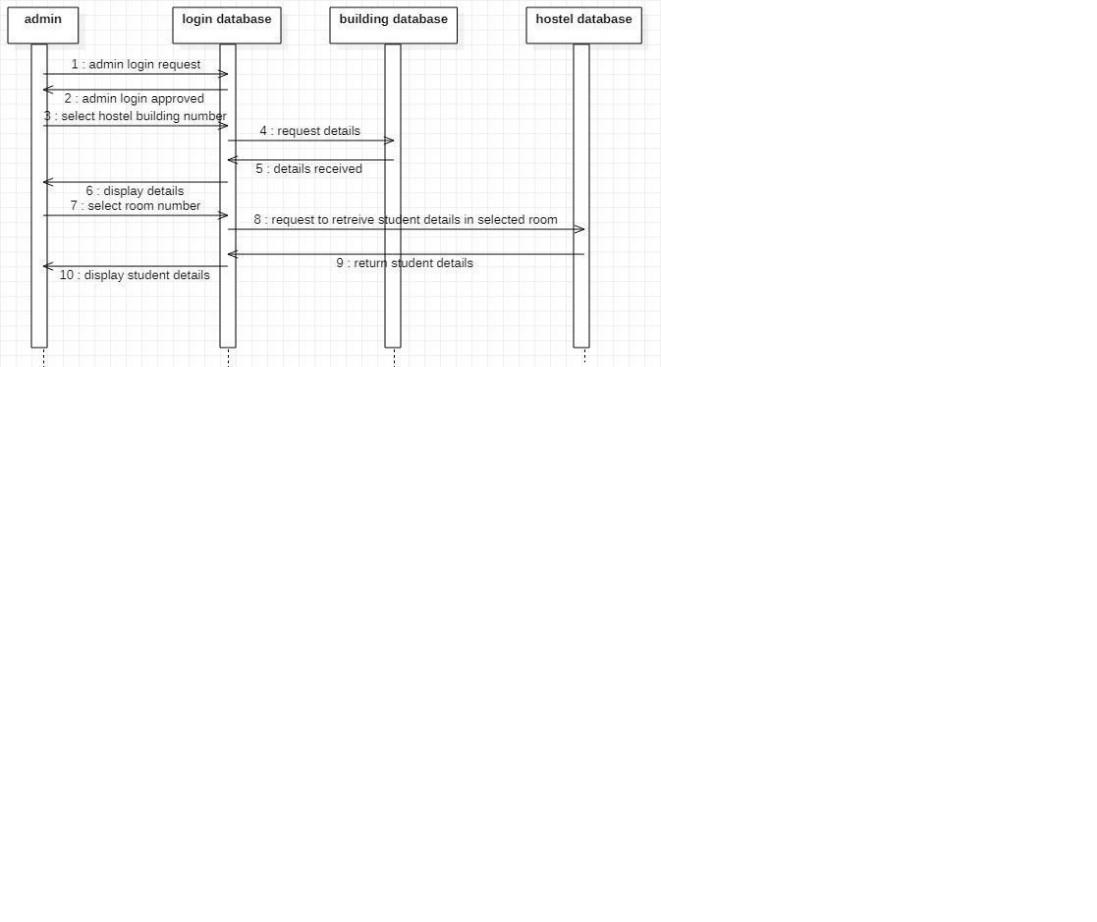 admin
login database
building database
hostel database
1 : admin login request
2 : admin login approved
3 : select hostel building number
4 : request details
5 : details received
6 : display details
7 : select room number
8 : request to retreive student details in selected room
9 : return student details
10 : display student details